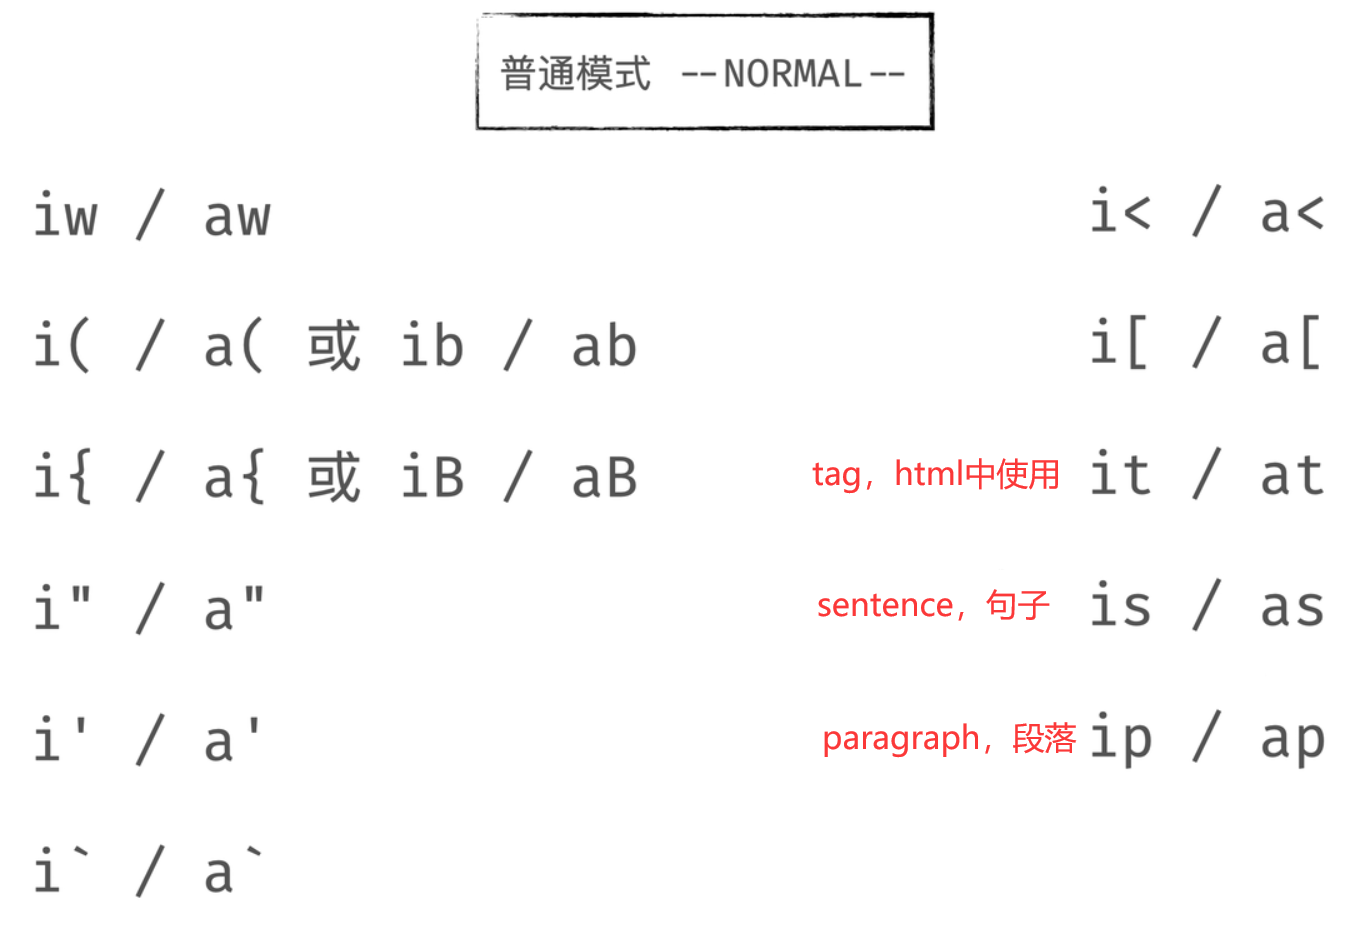 普通模式 --NORMAL--
iw / aw
i( / a( 或 ib / ab
i{ / a{ 或 iB / aB
i" / a"
i' / a'
i` / a`
i< / a<
i[ / a[
tag，html中使用 it / at
sentence，句子 is / as
paragraph，段落 ip / ap